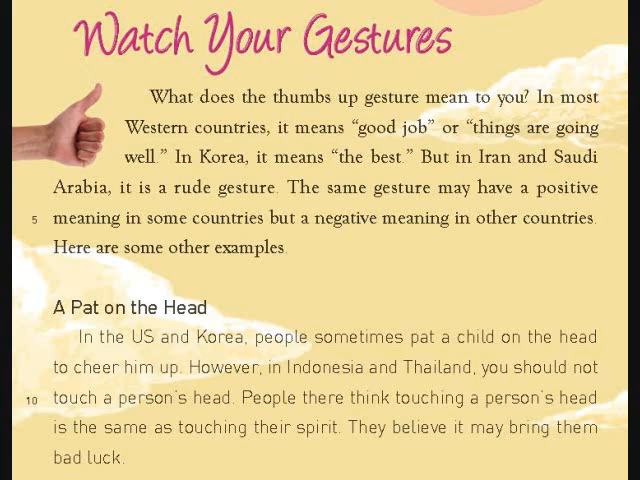 Watch Your Gestures
What does the thumbs up gesture mean to you? In most
Western countries, it means “good job” or “things are going
well.” In Korea, it means “the best.” But in Iran and Saudi
Arabia, it is a rude gesture. The same gesture may have a positive
5 meaning in some countries but a negative meaning in other countries.
Here are some other examples.
A Pat on the Head
In the US and Korea, people sometimes pat a child on the head
to cheer him up. However, in Indonesia and Thailand, you should not
10 touch a person's head. People there think touching a person's head
is the same as touching their spirit. They believe it may bring them
bad luck.